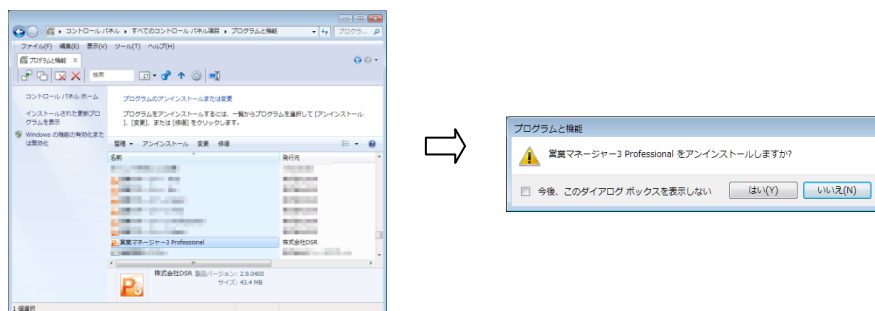 コントロール パネル ▸ すべてのコントロール パネル項目 ▸ プログラムと機能
プログラ...
ファイル(F) 編集(E) 表示(V) ツール(T) ヘルプ(H)
プログラムと機能 ×
検索
コントロール パネル ホーム
インストールされた更新プログラムを表示
Windows の機能の有効化または無効化
プログラムのアンインストールまたは変更
プログラムをアンインストールするには、一覧からプログラムを選択して [アンインストール
]、[変更]、または [修復] をクリックします。
整理 ▾ アンインストール 変更 修復
名前 発行元
営業マネージャー3 Professional 株式会社DSR
株式会社DSR 製品バージョン: 2.9.0400
サイズ: 43.4 MB
1 個選択
プログラムと機能
営業マネージャー3 Professional をアンインストールしますか?
今後、このダイアログ ボックスを表示しない はい(Y) いいえ(N)